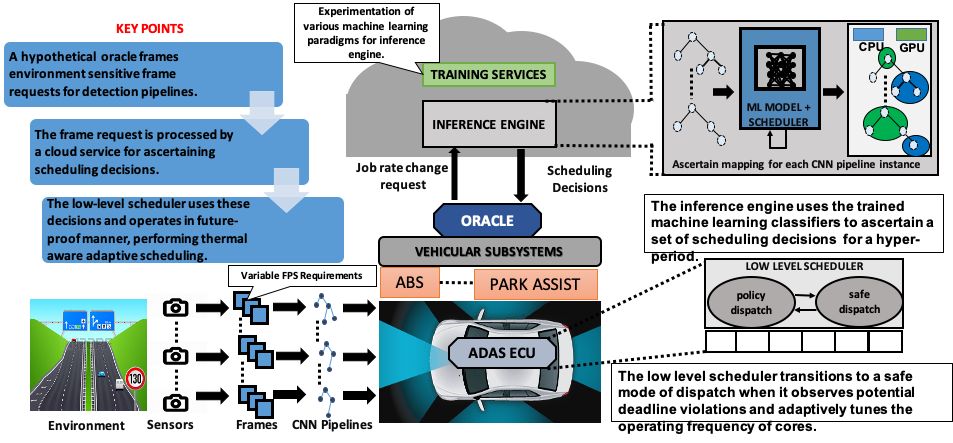 KEY POINTS
A hypothetical oracle frames
environment sensitive frame
requests for detection pipelines.
The frame request is processed by
a cloud service for ascertaining
scheduling decisions.
The low-level scheduler uses these
decisions and operates in future-
proof manner, performing thermal
aware adaptive scheduling.
Experimentation of
various machine learning
paradigms for inference
engine.
TRAINING SERVICES
INFERENCE ENGINE
Job rate change
request
Scheduling
Decisions
ORACLE
VEHICULAR SUBSYSTEMS
ABS
PARK ASSIST
ADAS ECU
Variable FPS Requirements
130
Environment
Sensors
Frames
CNN Pipelines
CPU
GPU
ML MODEL +
SCHEDULER
Ascertain mapping for each CNN pipeline instance
The inference engine uses the trained
machine learning classifiers to ascertain a
set of scheduling decisions for a hyper-
period.
LOW LEVEL SCHEDULER
policy
dispatch
safe
dispatch
The low level scheduler transitions to a safe
mode of dispatch when it observes potential
deadline violations and adaptively tunes the
operating frequency of cores.